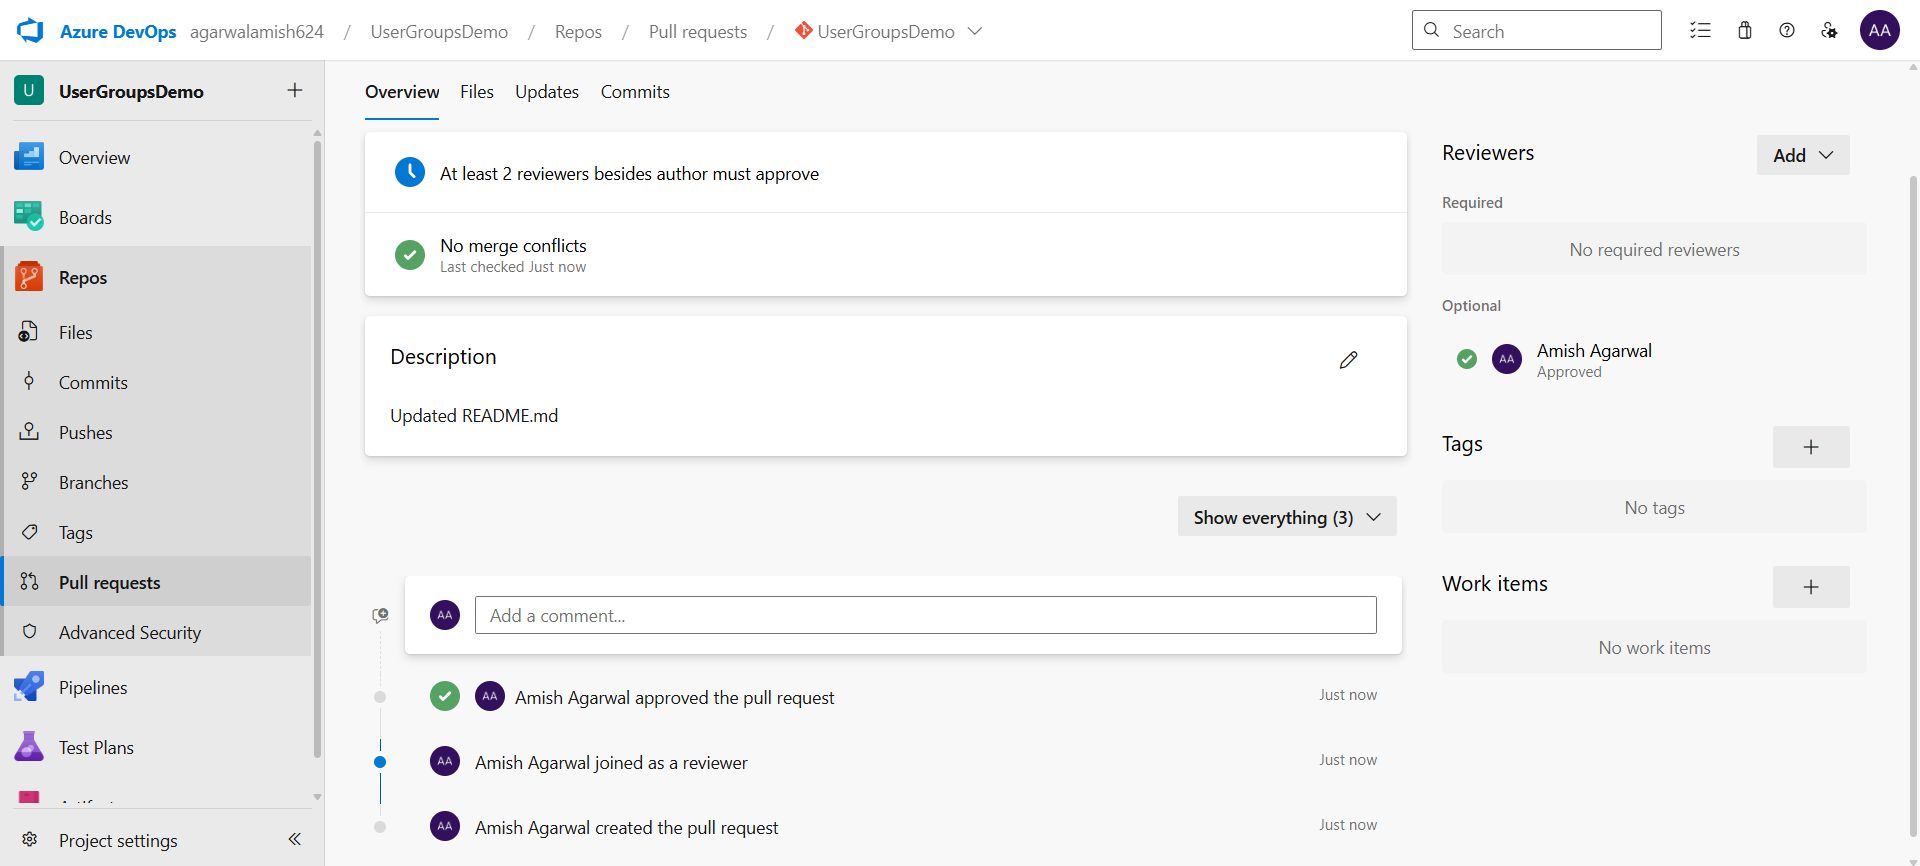 Azure DevOps agarwalamish624 / UserGroupsDemo / Repos / Pull requests / UserGroupsDemo
Search
AA
U UserGroupsDemo
Overview
Boards
Repos
Files
Commits
Pushes
Branches
Tags
Pull requests
Advanced Security
Pipelines
Test Plans
Project settings
Overview Files Updates Commits
At least 2 reviewers besides author must approve
No merge conflicts
Last checked Just now
Description
Updated README.md
Show everything (3)
AA Add a comment...
AA Amish Agarwal approved the pull request Just now
AA Amish Agarwal joined as a reviewer Just now
AA Amish Agarwal created the pull request Just now
Reviewers
Add
Required
No required reviewers
Optional
AA Amish Agarwal
Approved
Tags
No tags
Work items
No work items